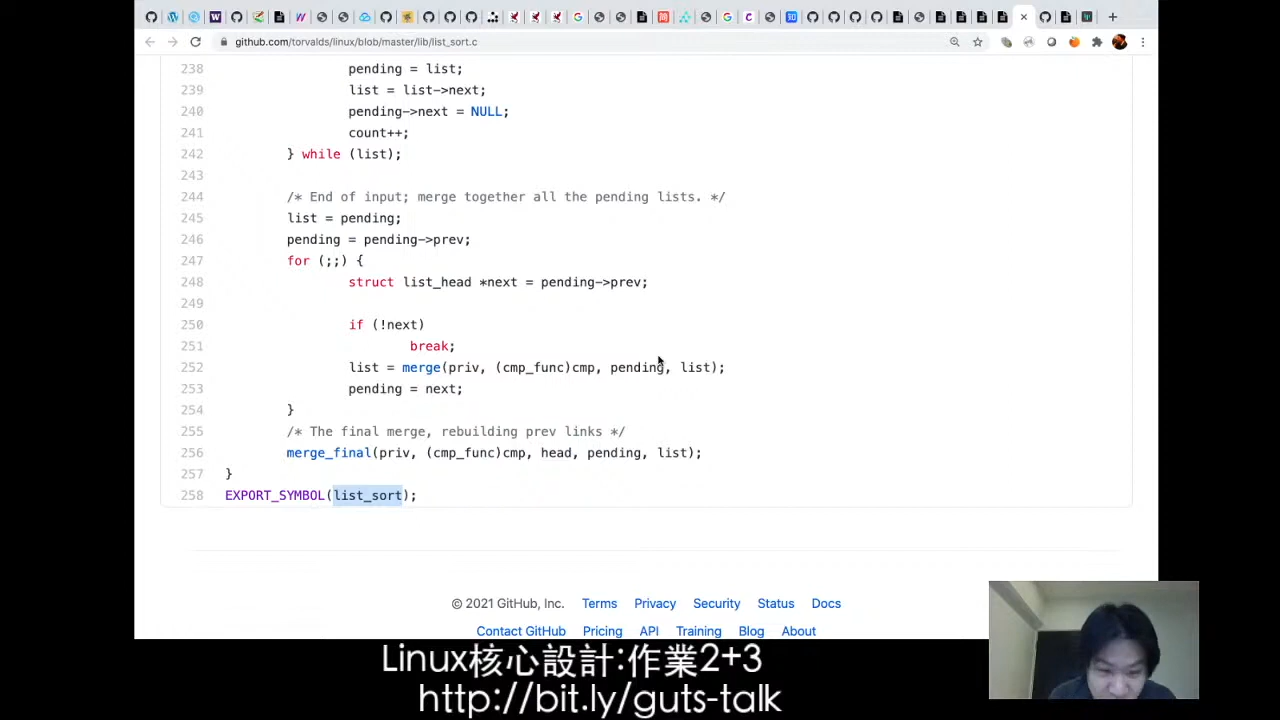 github.com/torvalds/linux/blob/master/lib/list_sort.c
238 pending = list;
239 list = list->next;
240 pending->next = NULL;
241 count++;
242 } while (list);
243
244 /* End of input; merge together all the pending lists. */
245 list = pending;
246 pending = pending->prev;
247 for (;;) {
248 struct list_head *next = pending->prev;
249
250 if (!next)
251 break;
252 list = merge(priv, (cmp_func)cmp, pending, list);
253 pending = next;
254 }
255 /* The final merge, rebuilding prev links */
256 merge_final(priv, (cmp_func)cmp, head, pending, list);
257 }
258 EXPORT_SYMBOL(list_sort);
© 2021 GitHub, Inc. Terms Privacy Security Status Docs
Contact GitHub Pricing API Training Blog About
Linux核心設計:作業2+3
http://bit.ly/guts-talk